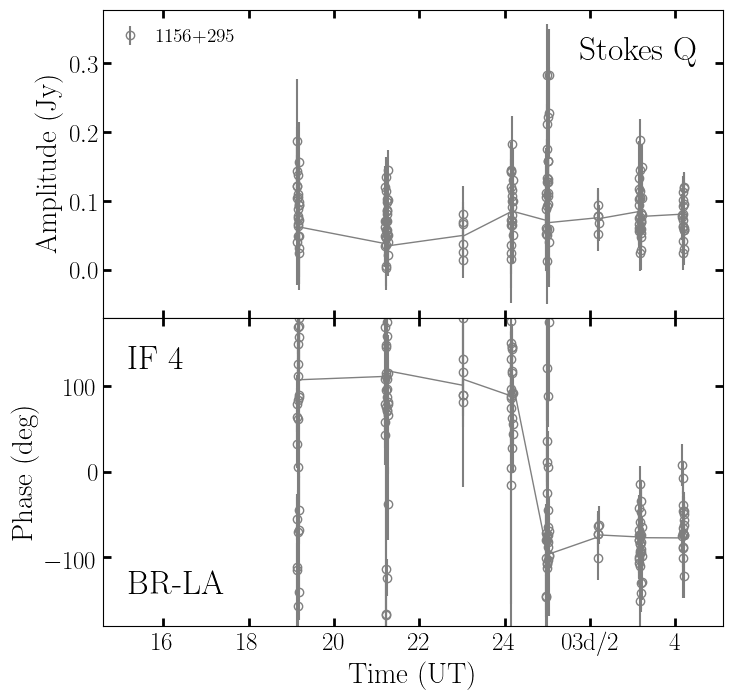 1156+295
Stokes Q
Amplitude (Jy)
0.3
0.2
0.1
0.0
IF 4
Phase (deg)
100
0
−100
BR-LA
16 18 20 22 24 03d/2 4
Time (UT)